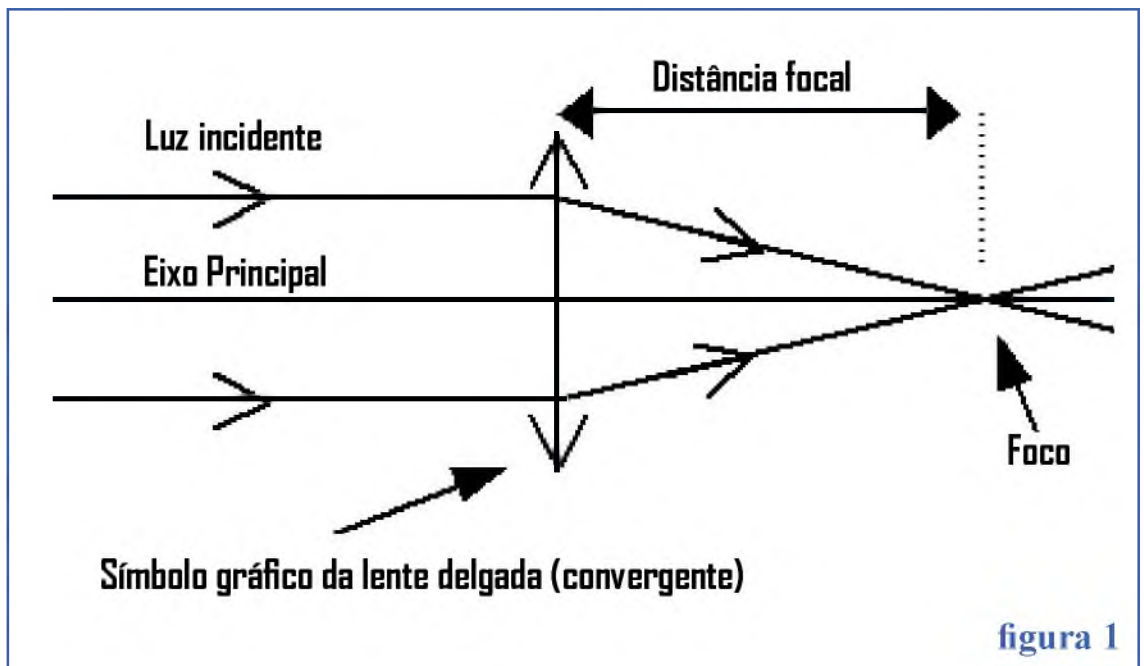 Distância focal
Luz incidente
Eixo Principal
Foco
Símbolo gráfico da lente delgada (convergente)
figura 1